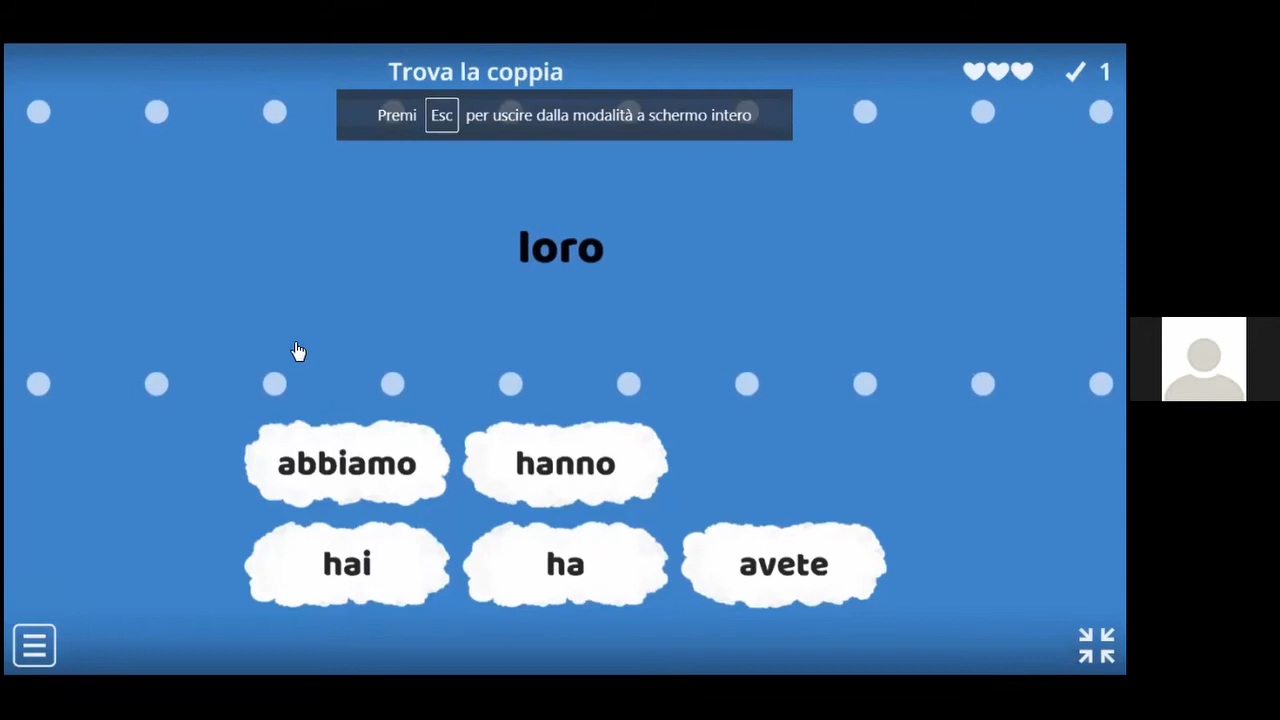 Trova la coppia
1
Premi Esc per uscire dalla modalità a schermo intero
loro
abbiamo hanno
hai ha avete